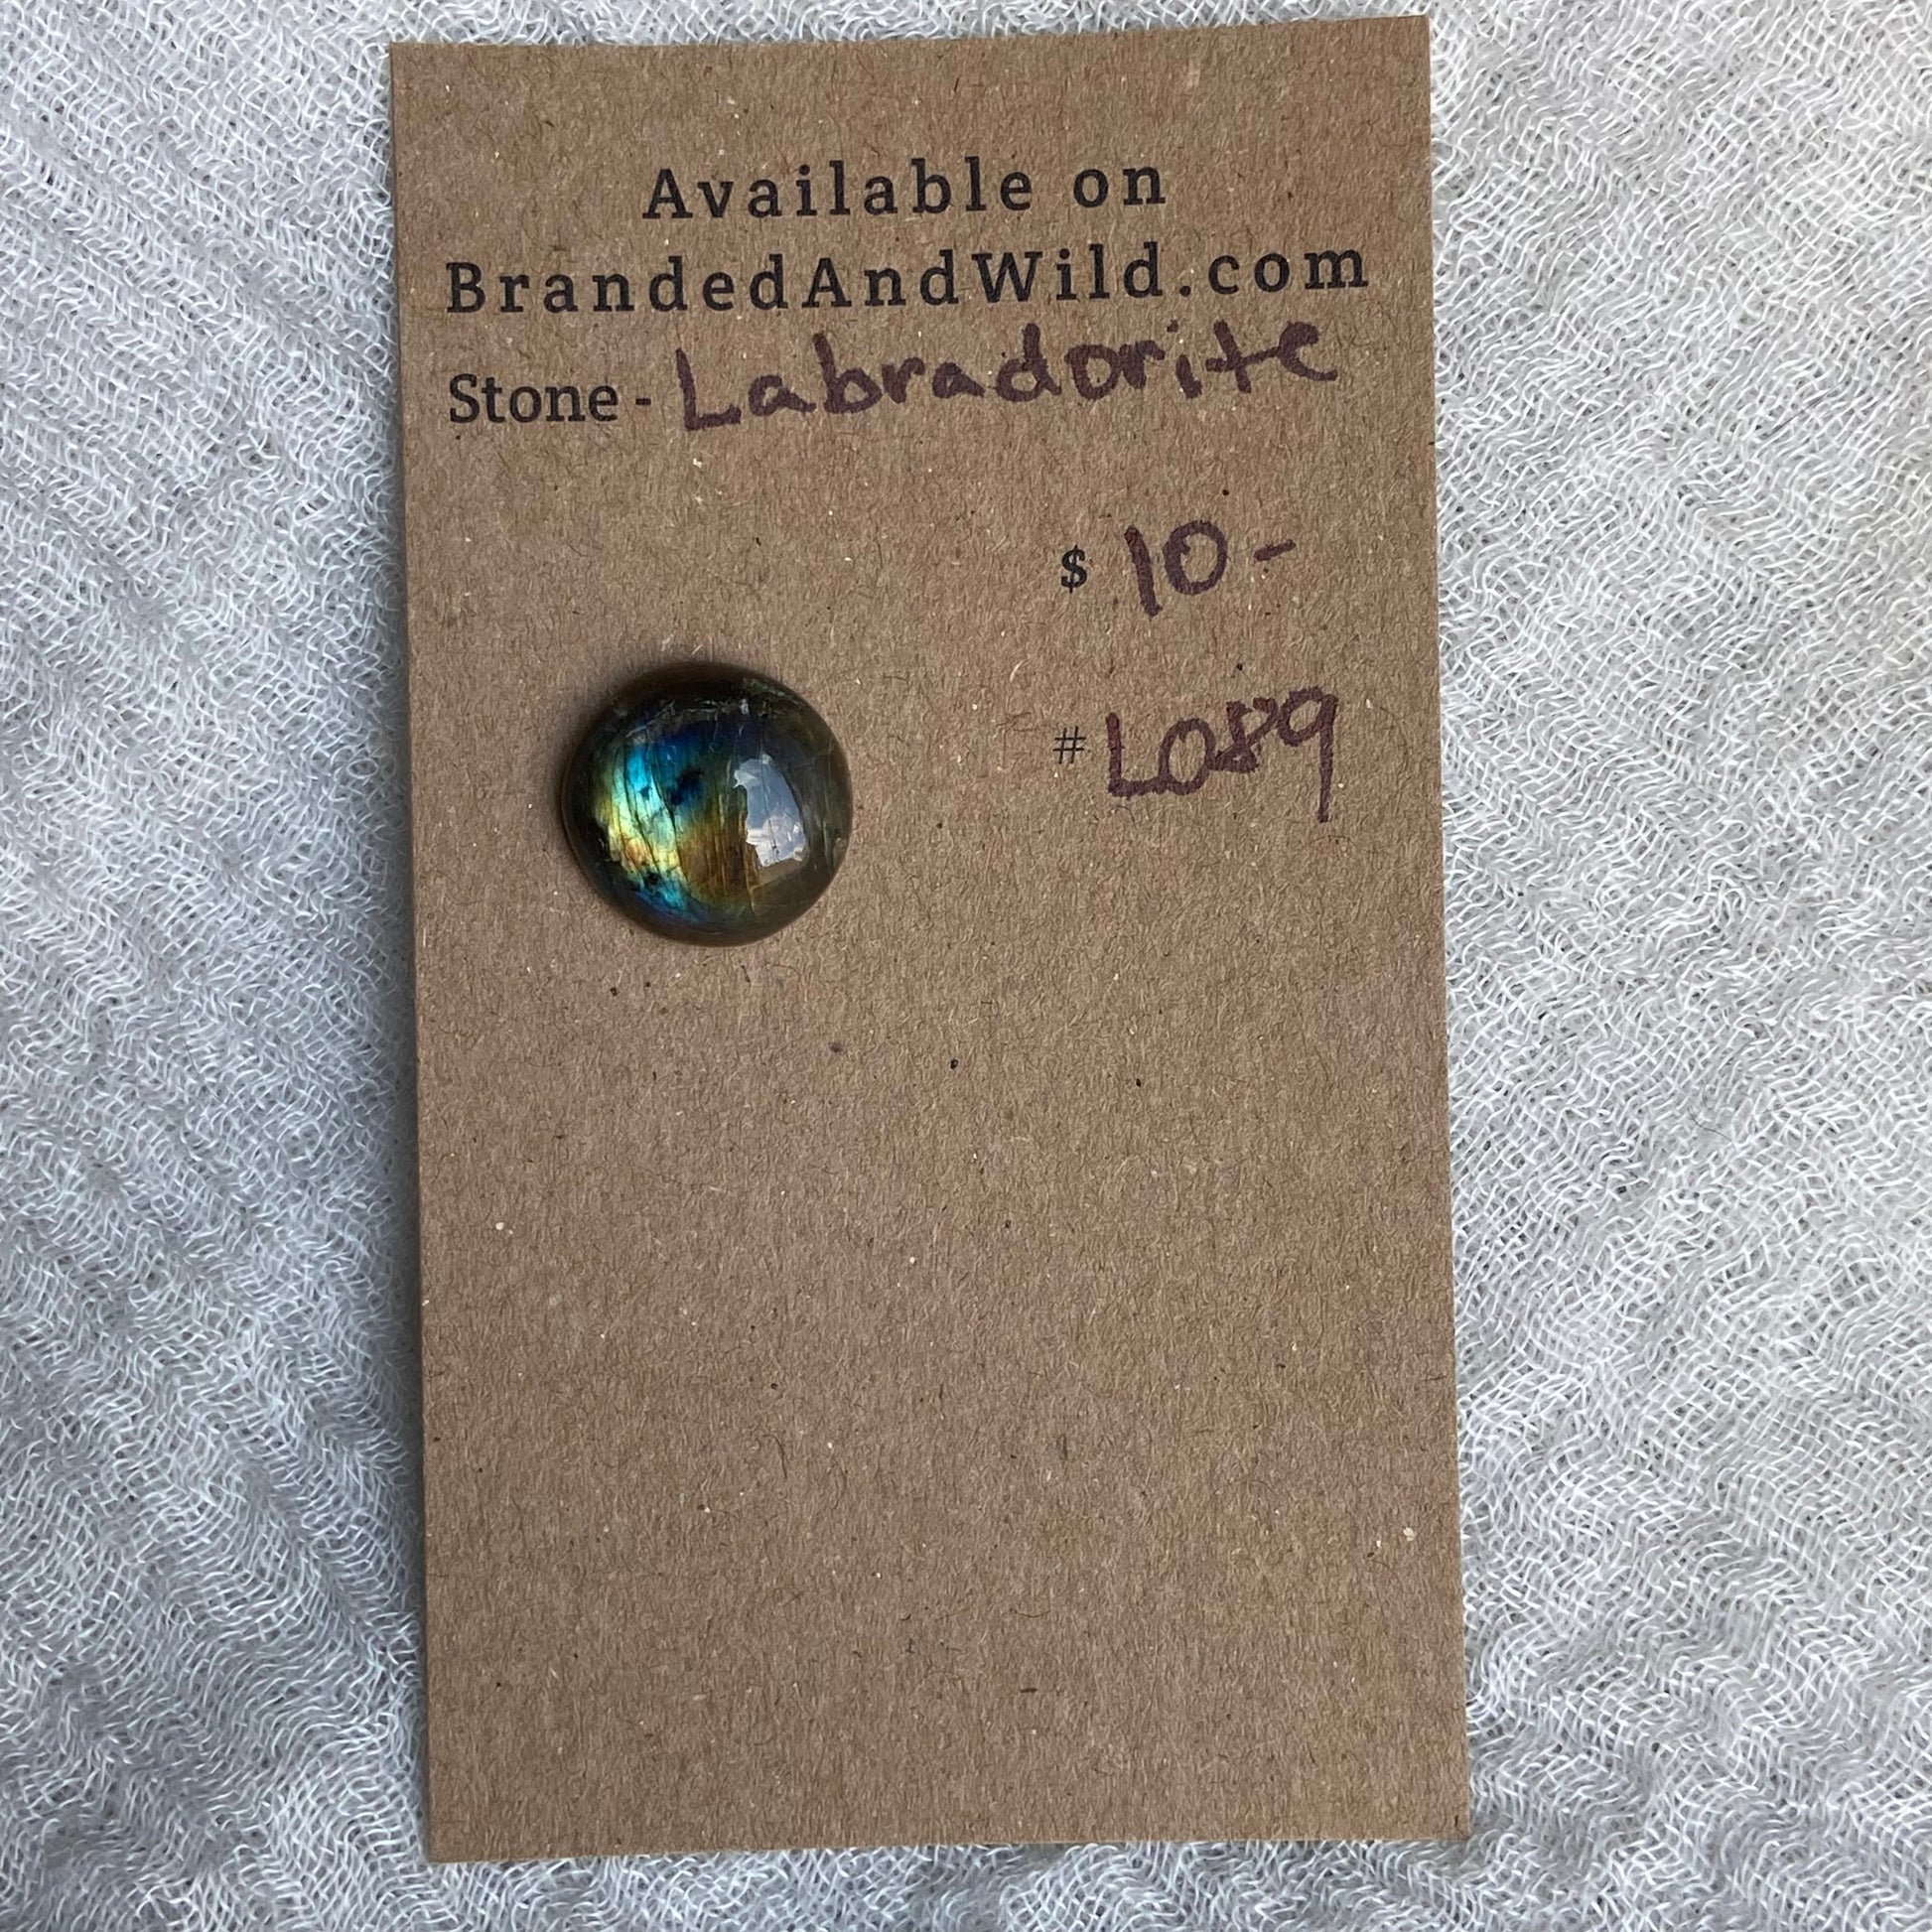 Available on
BrandedAndWild.com
Stone - Labradorite
$ 10-
# L089